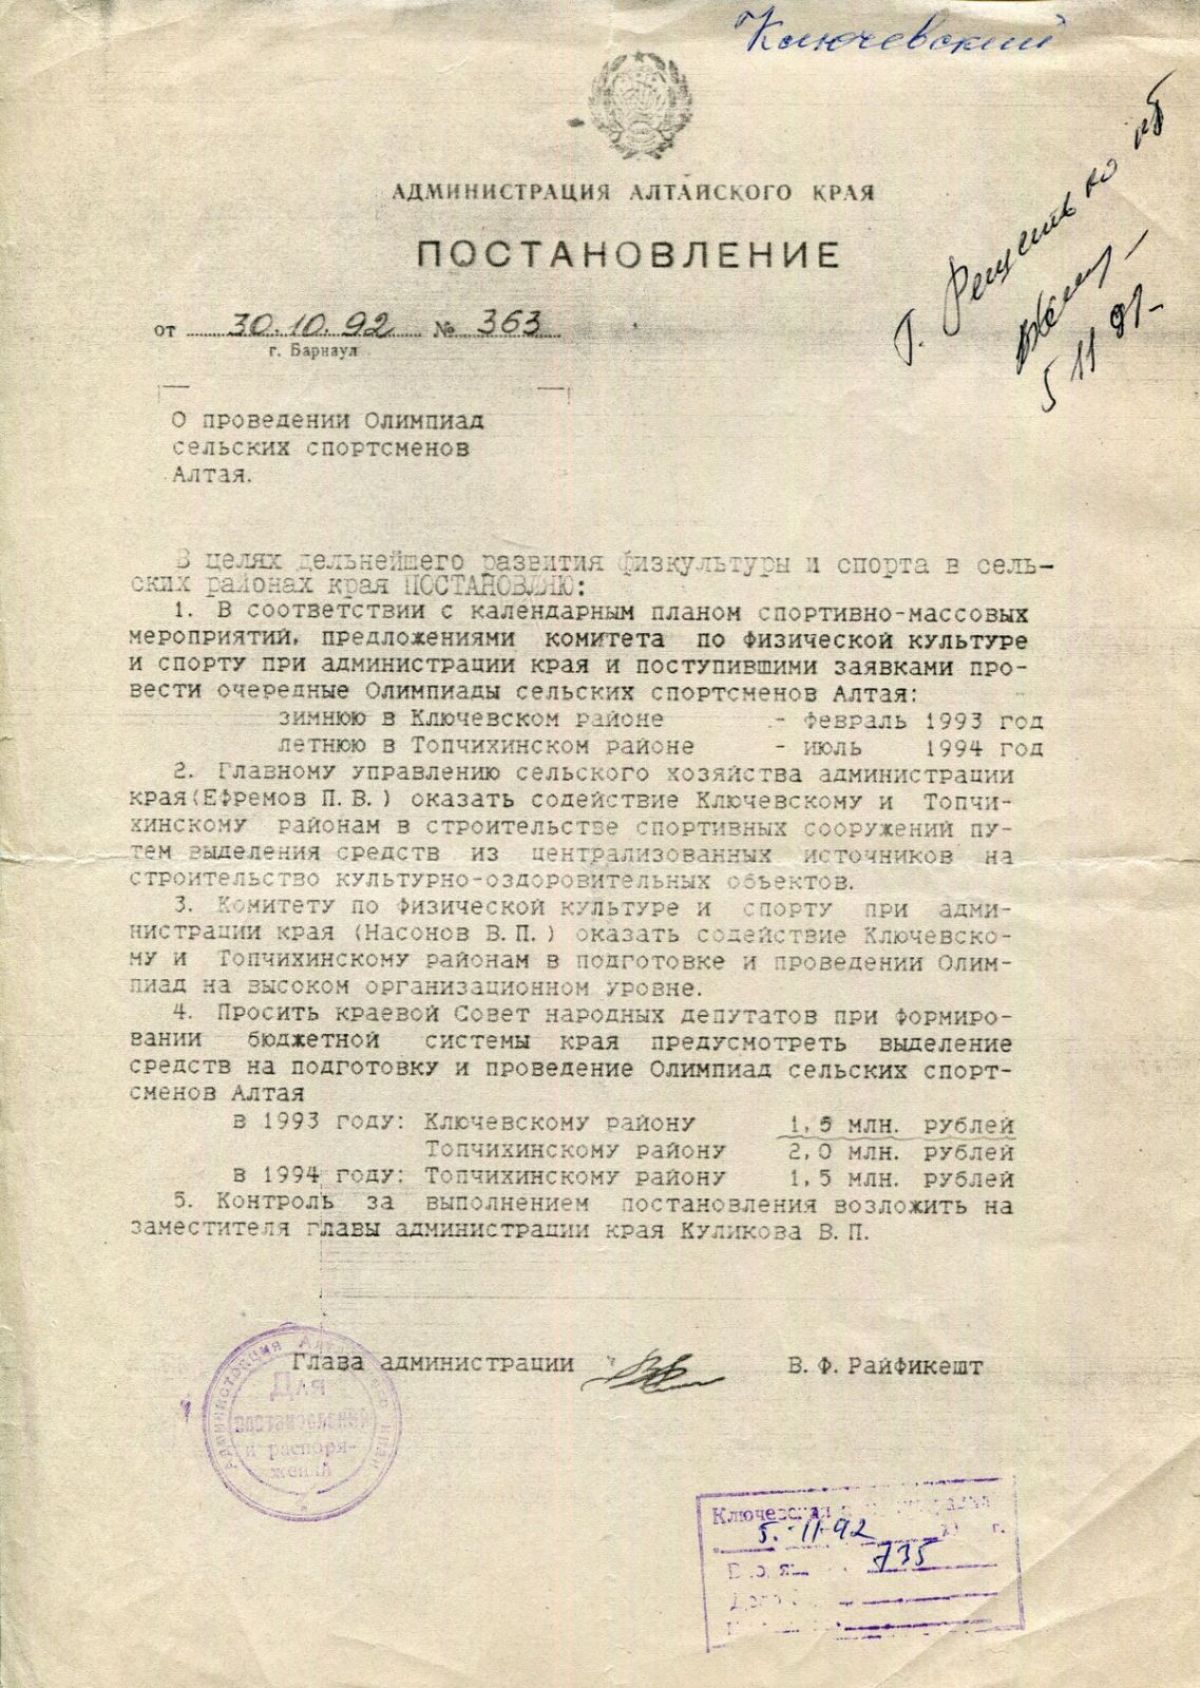 Ключевский
АДМИНИСТРАЦИЯ АЛТАЙСКОГО КРАЯ
ПОСТАНОВЛЕНИЕ
от 30.10.92 № 363
г. Барнаул
О проведении Олимпиад
сельских спортсменов
Алтая.
В целях дельнейшего развития физкультуры и спорта в сель-
ских районах края ПОСТАНОВЛЯЮ:
1. В соответствии с календарным планом спортивно-массовых
мероприятий, предложениями комитета по физической культуре
и спорту при администрации края и поступившими заявками про-
вести очередные Олимпиады сельских спортсменов Алтая:
зимнюю в Ключевском районе - февраль 1993 год
летнюю в Топчихинском районе - июль 1994 год
2. Главному управлению сельского хозяйства администрации
края(Ефремов П.В.) оказать содействие Ключевскому и Топчи-
хинскому районам в строительстве спортивных сооружений пу-
тем выделения средств из централизованных источников на
строительство культурно-оздоровительных объектов.
3. Комитету по физической культуре и спорту при адми-
нистрации края (Насонов В.П.) оказать содействие Ключевско-
му и Топчихинскому районам в подготовке и проведении Олим-
пиад на высоком организационном уровне.
4. Просить краевой Совет народных депутатов при формиро-
вании бюджетной системы края предусмотреть выделение
средств на подготовку и проведение Олимпиад сельских спорт-
сменов Алтая
в 1993 году: Ключевскому району 1,5 млн. рублей
Топчихинскому району 2,0 млн. рублей
в 1994 году: Топчихинскому району 1,5 млн. рублей
5. Контроль за выполнением постановления возложить на
заместителя главы администрации края Куликова В.П.
Глава администрации В.Ф.Райфикешт
Администрация Алтайского края
Для
постановлений
и распоря-
жений
Ключевская
5.-11-92 г.
735